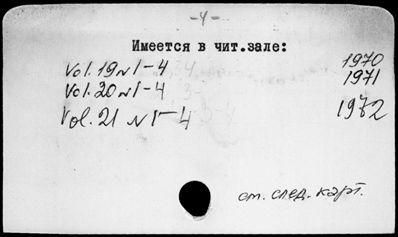 -4-
Имеется в чит.зале:
Vol.19 №1-4 1970
Vol.20 №1-4 1971
Vol.21 №1-4 1972
см. след. карт.